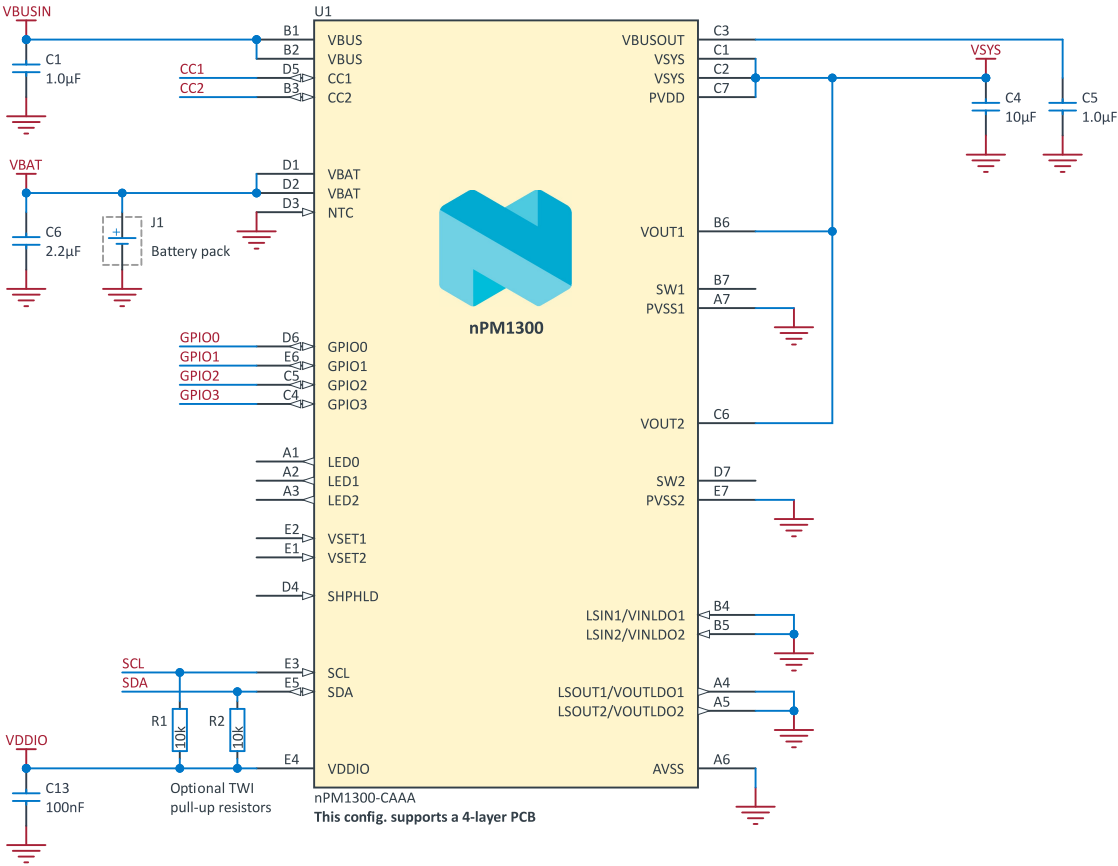 VBUSIN
C1
1.0µF
CC1
CC2
B1
B2
D5
B3
VBAT
C6
2.2µF
J1
+
Battery pack
D1
D2
D3
GPIO0
GPIO1
GPIO2
GPIO3
D6
E6
C5
C4
A1
A2
A3
E2
E1
D4
SCL
SDA
E3
E5
R1
10k
R2
10k
VDDIO
E4
C13
100nF
Optional TWI
pull-up resistors
U1
VBUS
VBUS
CC1
CC2
VBAT
VBAT
NTC
GPIO0
GPIO1
GPIO2
GPIO3
LED0
LED1
LED2
VSET1
VSET2
SHPHLD
SCL
SDA
VDDIO
nPM1300
VBUSOUT
VSYS
VSYS
PVDD
VOUT1
SW1
PVSS1
VOUT2
SW2
PVSS2
LSIN1/VINLDO1
LSIN2/VINLDO2
LSOUT1/VOUTLDO1
LSOUT2/VOUTLDO2
AVSS
nPM1300-CAAA
This config. supports a 4-layer PCB
C3
C1
C2
C7
B6
B7
A7
C6
D7
E7
B4
B5
A4
A5
A6
VSYS
C4
10µF
C5
1.0µF